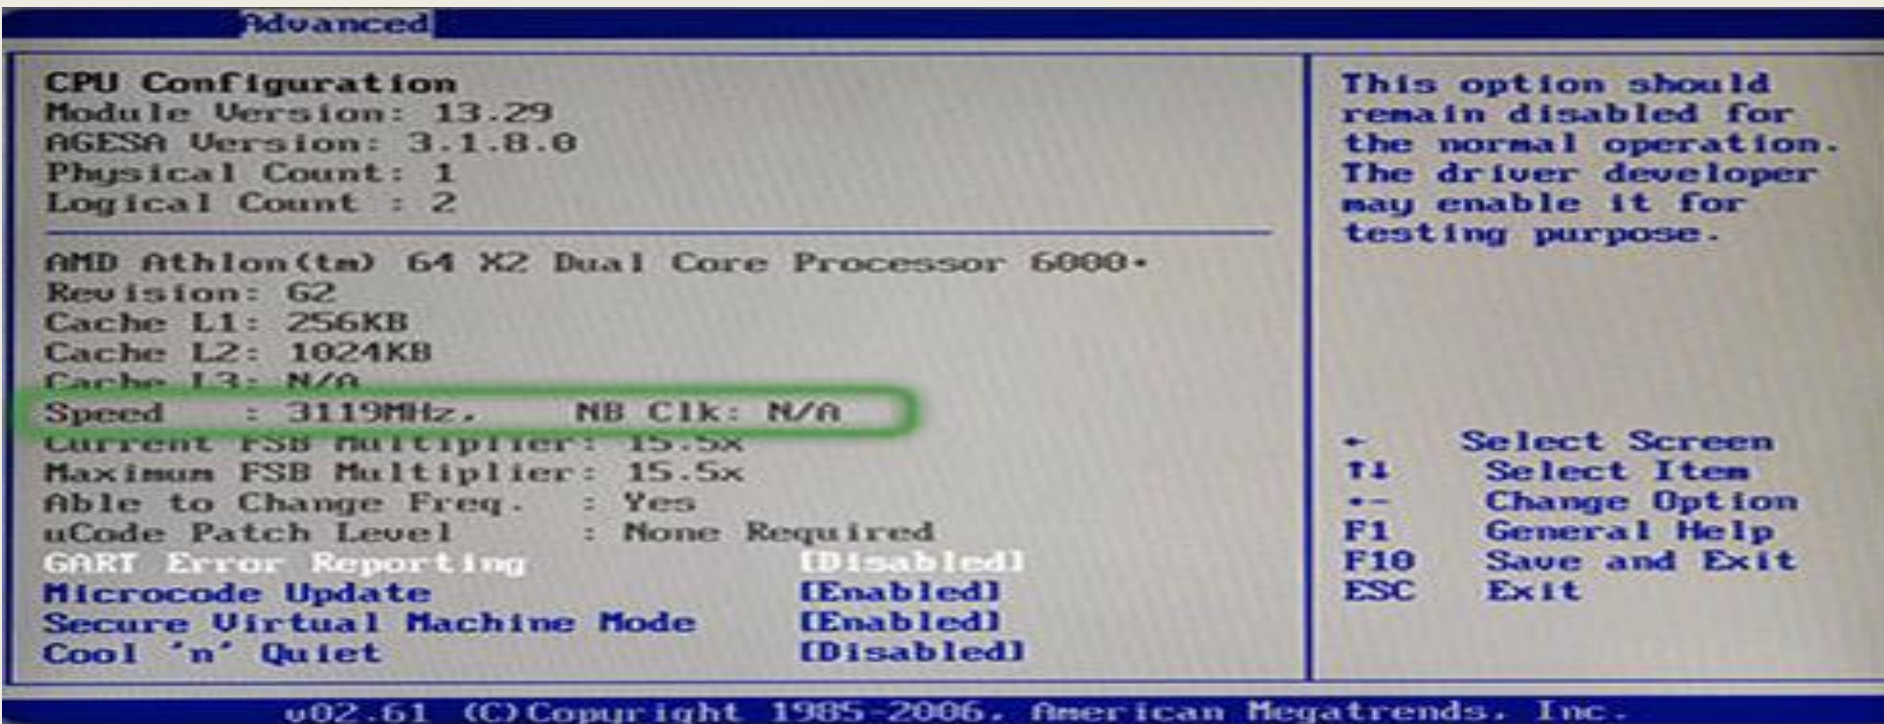 Advanced
CPU Configuration
Module Version: 13.29
AGESA Version: 3.1.8.0
Physical Count: 1
Logical Count : 2
AMD Athlon(tm) 64 X2 Dual Core Processor 6000+
Revision: G2
Cache L1: 256KB
Cache L2: 1024KB
Cache L3: N/A
Speed : 3119MHz, NB Clk: N/A
Current FSB Multiplier: 15.5x
Maximum FSB Multiplier: 15.5x
Able to Change Freq. : Yes
uCode Patch Level : None Required
GART Error Reporting [Disabled]
Microcode Update [Enabled]
Secure Virtual Machine Mode [Enabled]
Cool 'n' Quiet [Disabled]
This option should
remain disabled for
the normal operation.
The driver developer
may enable it for
testing purpose.
← Select Screen
↑↓ Select Item
+- Change Option
F1 General Help
F10 Save and Exit
ESC Exit
v02.61 (C)Copyright 1985-2006, American Megatrends, Inc.